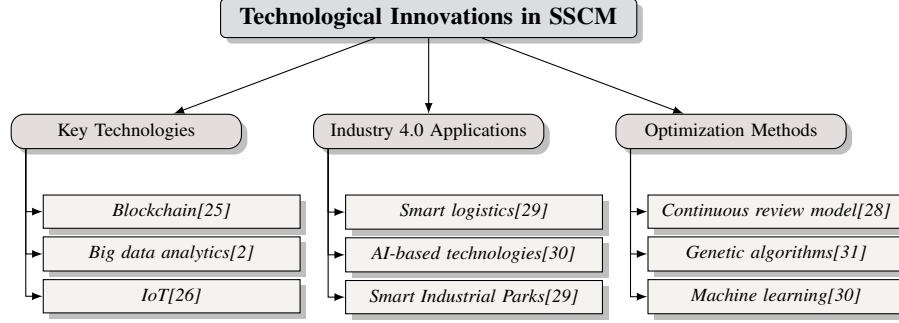 Technological Innovations in SSCM
Key Technologies
Industry 4.0 Applications
Optimization Methods
Blockchain[25]
Smart logistics[29]
Continuous review model[28]
Big data analytics[2]
AI-based technologies[30]
Genetic algorithms[31]
IoT[26]
Smart Industrial Parks[29]
Machine learning[30]